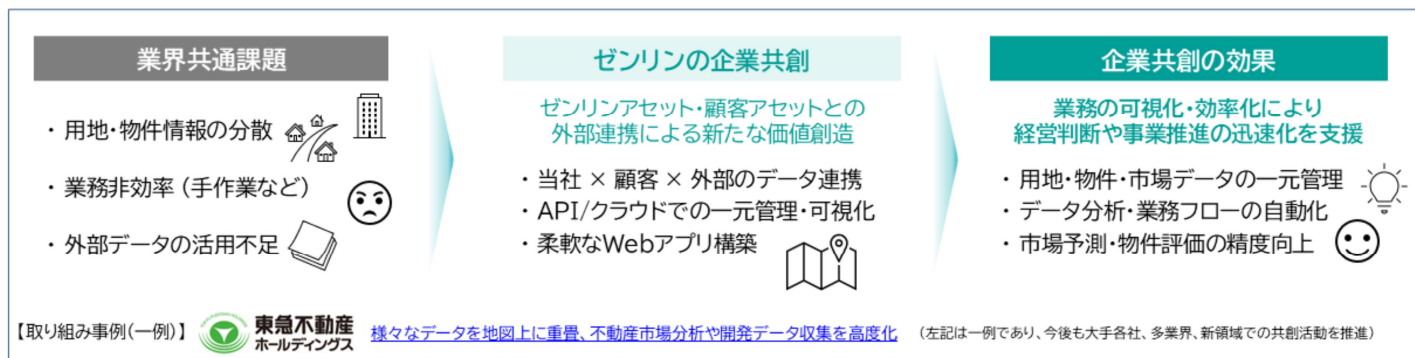 業界共通課題
・用地・物件情報の分散
・業務非効率（手作業など）
・外部データの活用不足
ゼンリンの企業共創
ゼンリンアセット・顧客アセットとの
外部連携による新たな価値創造
・当社 × 顧客 × 外部のデータ連携
・API/クラウドでの一元管理・可視化
・柔軟なWebアプリ構築
企業共創の効果
業務の可視化・効率化により
経営判断や事業推進の迅速化を支援
・用地・物件・市場データの一元管理
・データ分析・業務フローの自動化
・市場予測・物件評価の精度向上
【取り組み事例(一例)】 東急不動産 ホールディングス 様々なデータを地図上に重畳、不動産市場分析や開発データ収集を高度化 (左記は一例であり、今後も大手各社、多業界、新領域での共創活動を推進)